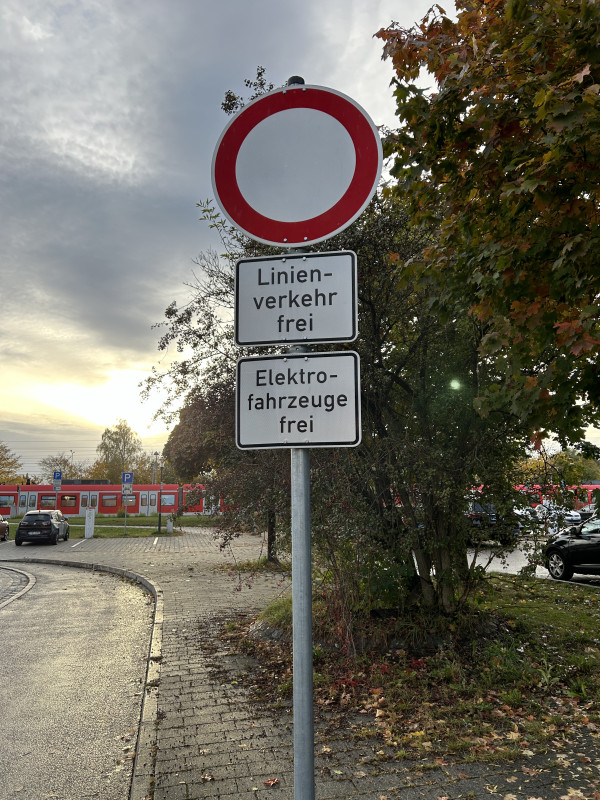 Linien-
verkehr
frei
Elektro-
fahrzeuge
frei
P
P